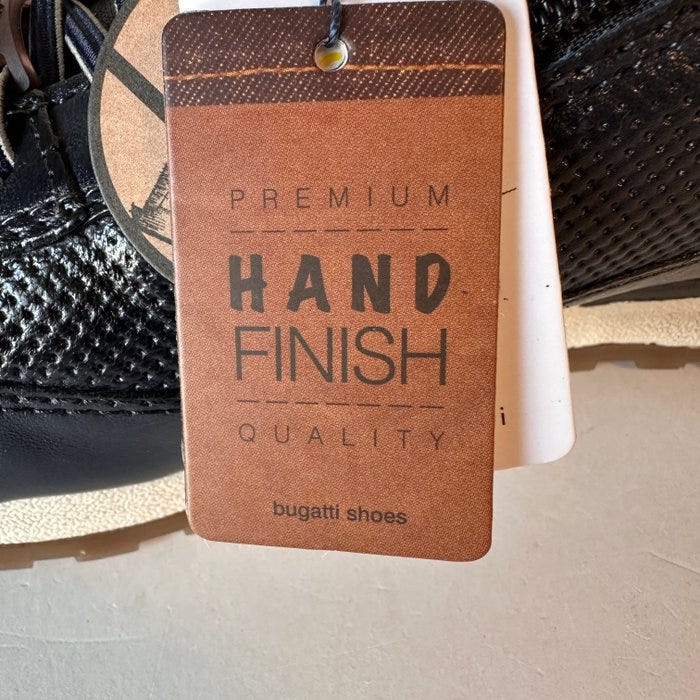 PREMIUM
HAND
FINISH
QUALITY
bugatti shoes
i